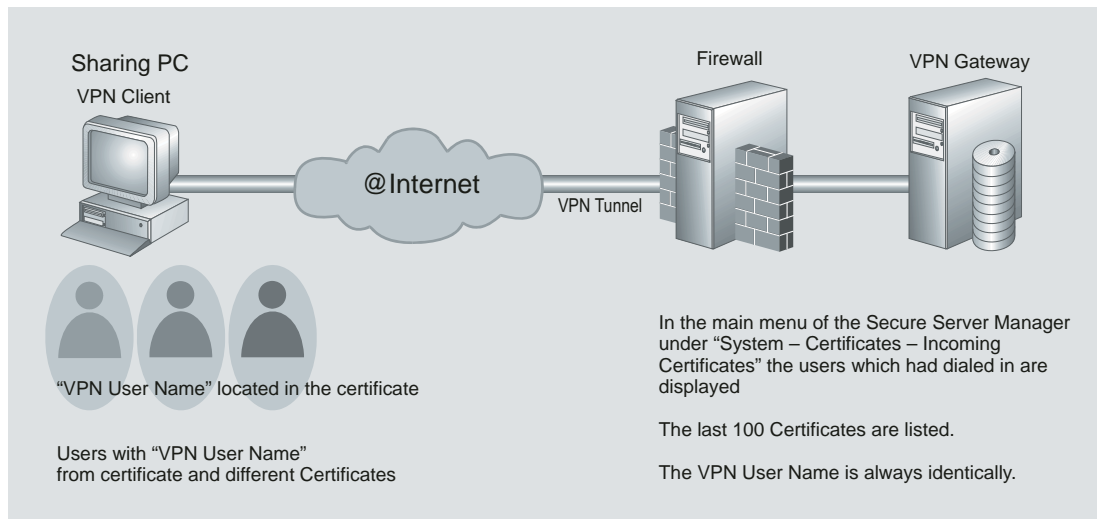 Sharing PC
VPN Client
@Internet
VPN Tunnel
Firewall
VPN Gateway
“VPN User Name” located in the certificate
Users with “VPN User Name”
from certificate and different Certificates
In the main menu of the Secure Server Manager
under “System – Certificates – Incoming
Certificates” the users which had dialed in are
displayed
The last 100 Certificates are listed.
The VPN User Name is always identically.